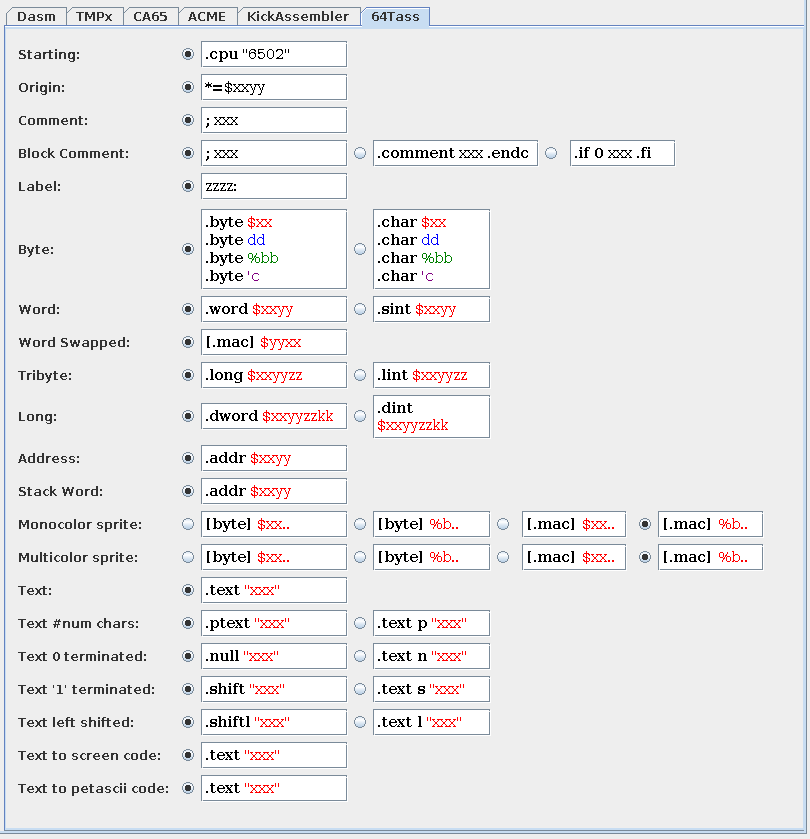 Dasm TMPx CA65 ACME KickAssembler 64Tass
Starting: .cpu "6502"
Origin: *=$xxyy
Comment: ; xxx
Block Comment: ; xxx .comment xxx .endc .if 0 xxx .fi
Label: zzzz:
.byte $xx .char $xx
.byte dd .char dd
Byte: .byte %bb .char %bb
.byte 'c .char 'c
Word: .word $xxyy .sint $xxyy
Word Swapped: [.mac] $yyxx
Tribyte: .long $xxyyzz .lint $xxyyzz
Long: .dword $xxyyzzkk .dint
$xxyyzzkk
Address: .addr $xxyy
Stack Word: .addr $xxyy
Monocolor sprite: [byte] $xx.. [byte] %b.. [.mac] $xx.. [.mac] %b..
Multicolor sprite: [byte] $xx.. [byte] %b.. [.mac] $xx.. [.mac] %b..
Text: .text "xxx"
Text #num chars: .ptext "xxx" .text p "xxx"
Text 0 terminated: .null "xxx" .text n "xxx"
Text '1' terminated: .shift "xxx" .text s "xxx"
Text left shifted: .shiftl "xxx" .text l "xxx"
Text to screen code: .text "xxx"
Text to petascii code: .text "xxx"